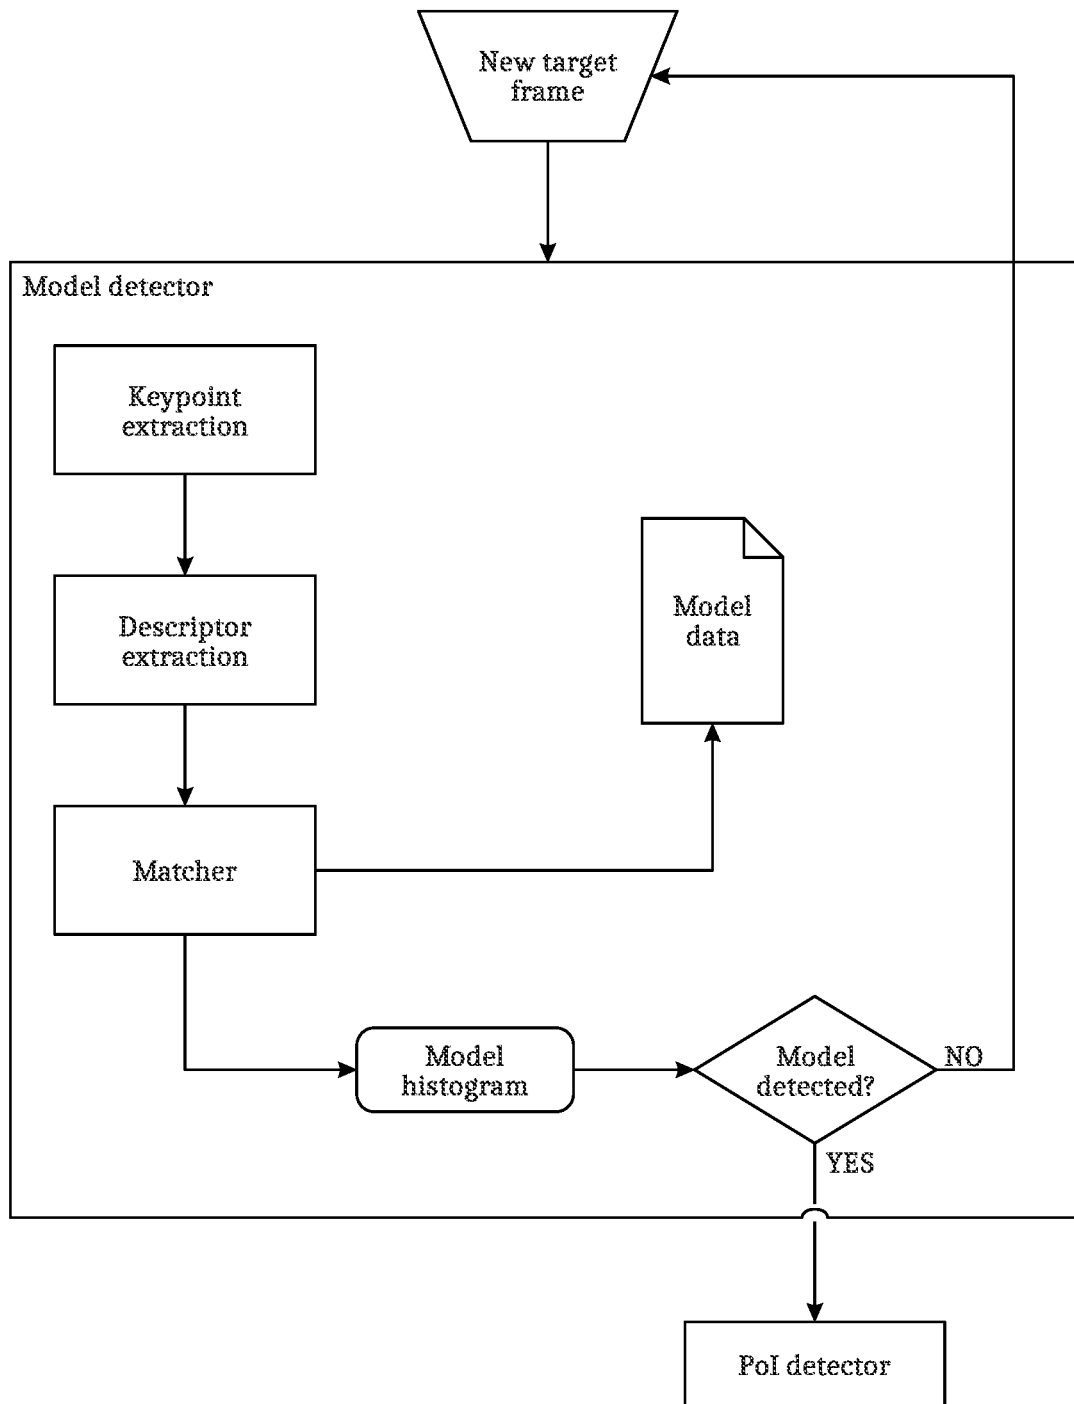 New target
frame
Model detector
Keypoint
extraction
Descriptor
extraction
Model
data
Matcher
Model
histogram
Model
detected?
NO
YES
PoI detector